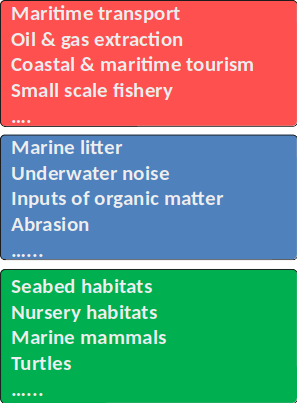 Maritime transport
Oil & gas extraction
Coastal & maritime tourism
Small scale fishery
....
Marine litter
Underwater noise
Inputs of organic matter
Abrasion
......
Seabed habitats
Nursery habitats
Marine mammals
Turtles
......